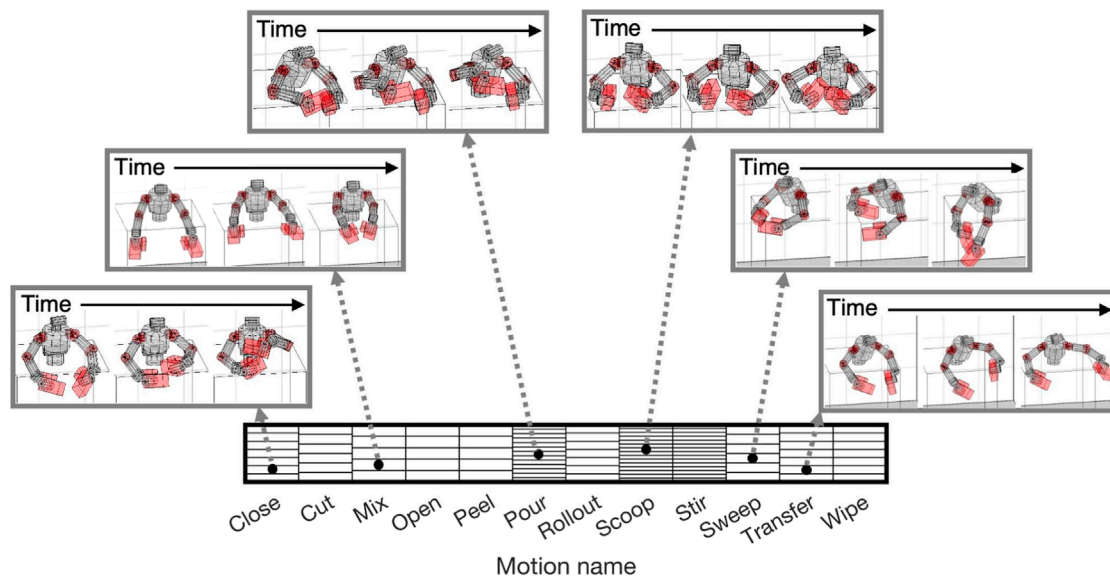 Time
Time
Time
Time
Time
Time
Close
Cut
Mix
Open
Peel
Pour
Rollout
Scoop
Stir
Sweep
Transfer
Wipe
Motion name